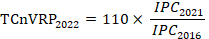 TCnVRP₂₀₂₂ = 110 × IPC₂₀₂₁ / IPC₂₀₁₆